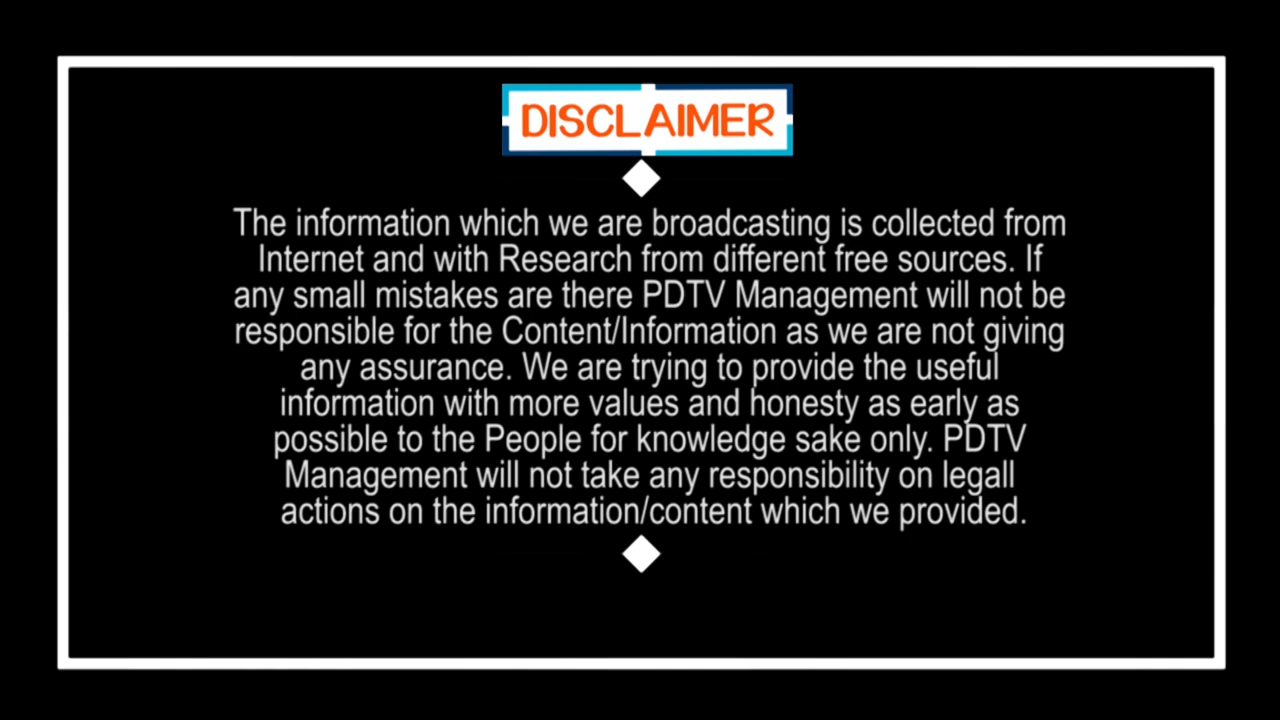 DISCLAIMER
The information which we are broadcasting is collected from
Internet and with Research from different free sources. If
any small mistakes are there PDTV Management will not be
responsible for the Content/Information as we are not giving
any assurance. We are trying to provide the useful
information with more values and honesty as early as
possible to the People for knowledge sake only. PDTV
Management will not take any responsibility on legall
actions on the information/content which we provided.